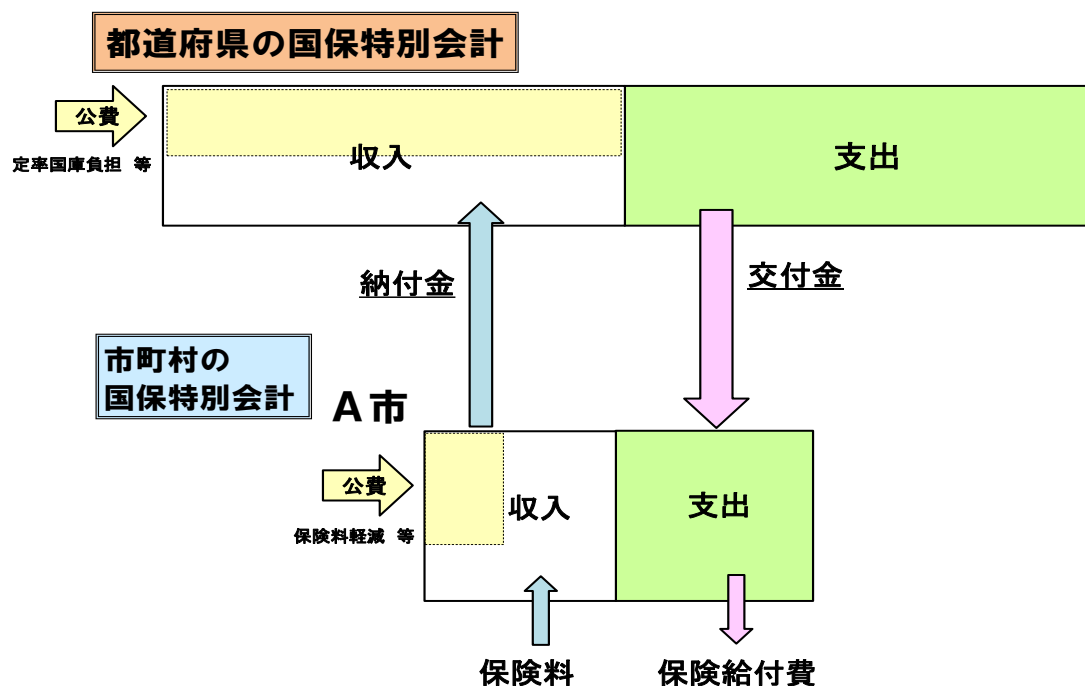 都道府県の国保特別会計
公費
定率国庫負担 等
収入
支出
納付金
交付金
市町村の
国保特別会計
A市
公費
保険料軽減 等
収入
支出
保険料
保険給付費